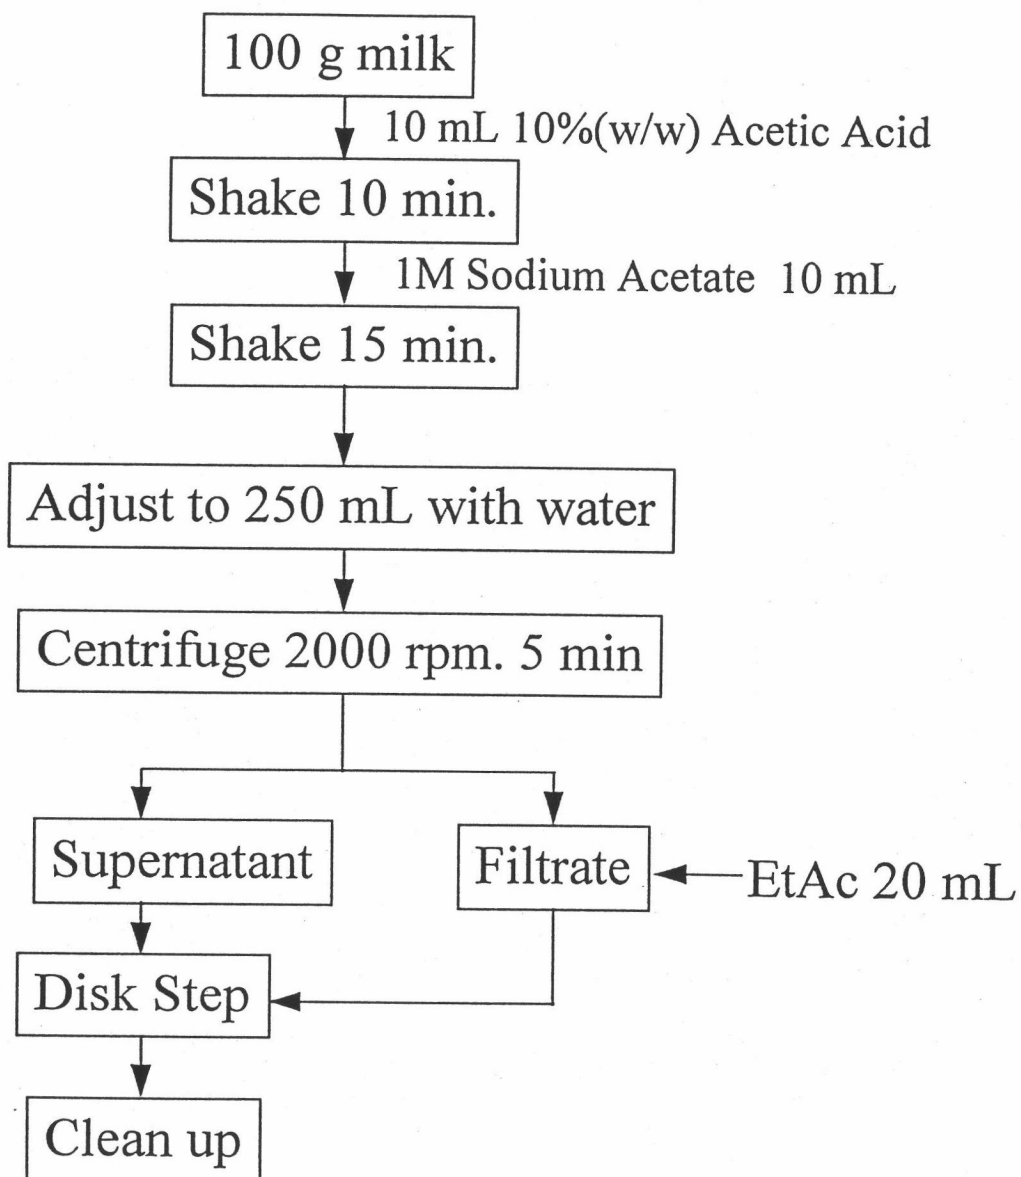 100 g milk
10 mL 10%(w/w) Acetic Acid
Shake 10 min.
1M Sodium Acetate 10 mL
Shake 15 min.
Adjust to 250 mL with water
Centrifuge 2000 rpm. 5 min
Supernatant
Filtrate
EtAc 20 mL
Disk Step
Clean up